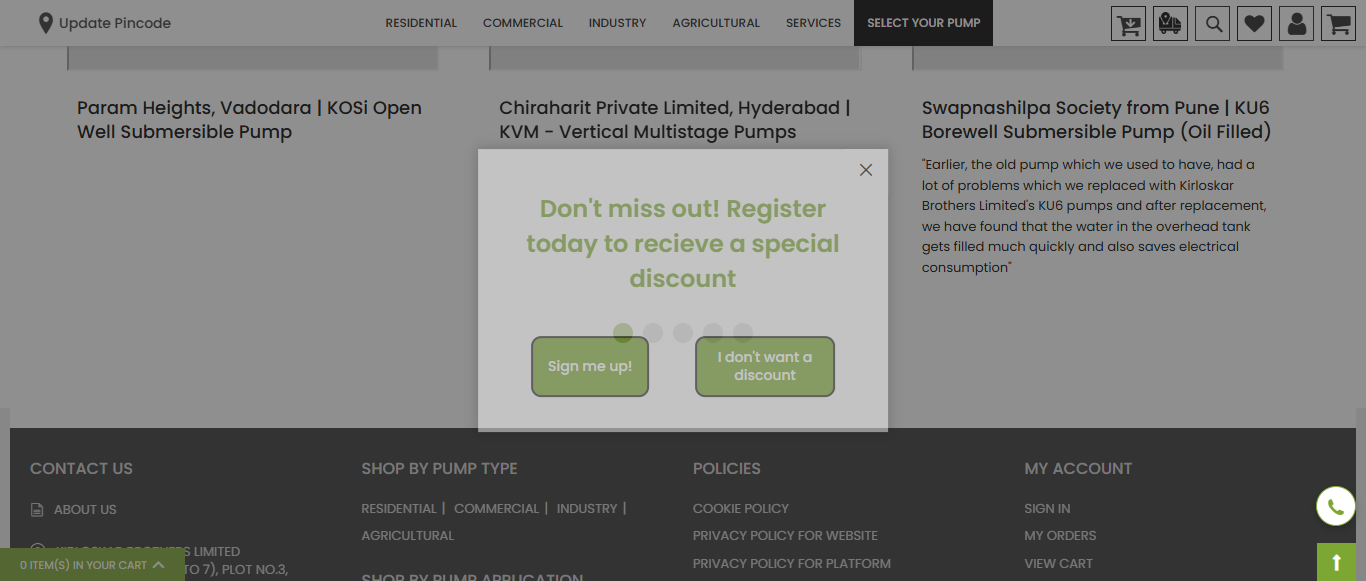 Update Pincode
RESIDENTIAL
COMMERCIAL
INDUSTRY
AGRICULTURAL
SERVICES
SELECT YOUR PUMP
Param Heights, Vadodara | KOSi Open
Well Submersible Pump
Chiraharit Private Limited, Hyderabad |
KVM - Vertical Multistage Pumps
Swapnashilpa Society from Pune | KU6
Borewell Submersible Pump (Oil Filled)
"Earlier, the old pump which we used to have, had a
lot of problems which we replaced with Kirloskar
Brothers Limited's KU6 pumps and after replacement,
we have found that the water in the overhead tank
gets filled much quickly and also saves electrical
consumption"
Don't miss out! Register
today to recieve a special
discount
Sign me up!
I don't want a
discount
CONTACT US
ABOUT US
BROTHERS LIMITED
TO 7), PLOT NO.3,
0 ITEM(S) IN YOUR CART
SHOP BY PUMP TYPE
RESIDENTIAL | COMMERCIAL | INDUSTRY |
AGRICULTURAL
SHOP BY PUMP APPLICATION
POLICIES
COOKIE POLICY
PRIVACY POLICY FOR WEBSITE
PRIVACY POLICY FOR PLATFORM
MY ACCOUNT
SIGN IN
MY ORDERS
VIEW CART